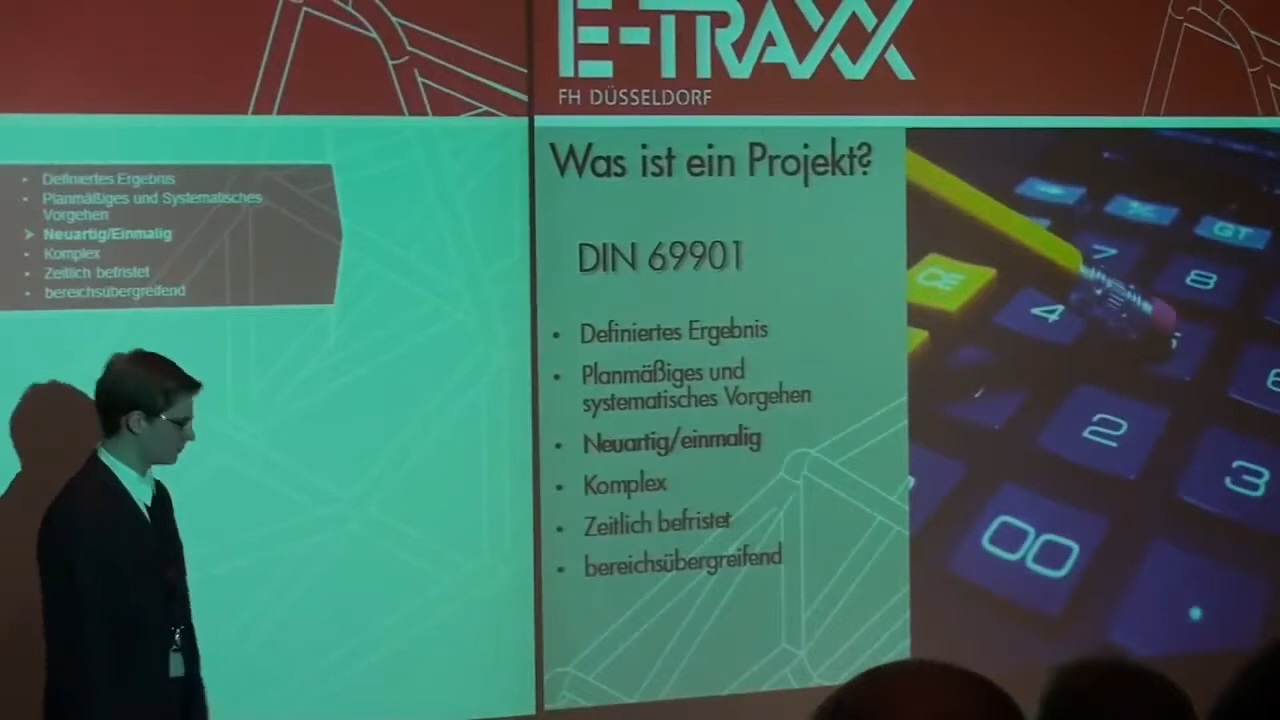 E-TRAXX
FH DÜSSELDORF
Definiertes Ergebnis
Planmäßiges und Systematisches
Vorgehen
Neuartig/Einmalig
Komplex
Zeitlich befristet
bereichsübergreifend
Was ist ein Projekt?
DIN 69901
Definiertes Ergebnis
Planmäßiges und
systematisches Vorgehen
Neuartig/einmalig
Komplex
Zeitlich befristet
bereichsübergreifend
GT
CE
7
8
4
6
2
3
00